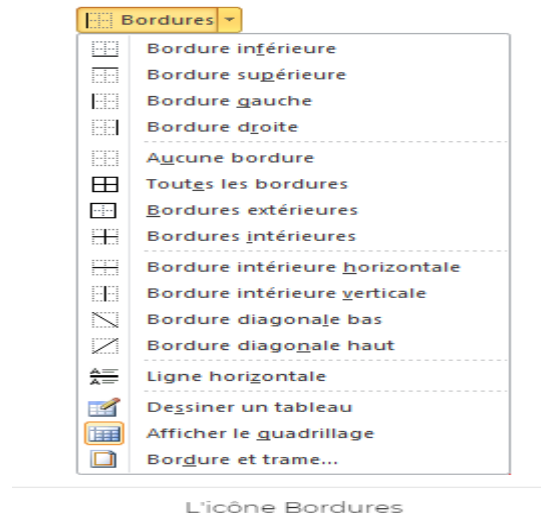 Bordures
Bordure inférieure
Bordure supérieure
Bordure gauche
Bordure droite
Aucune bordure
Toutes les bordures
Bordures extérieures
Bordures intérieures
Bordure intérieure horizontale
Bordure intérieure verticale
Bordure diagonale bas
Bordure diagonale haut
Ligne horizontale
Dessiner un tableau
Afficher le quadrillage
Bordure et trame...
L'icône Bordures